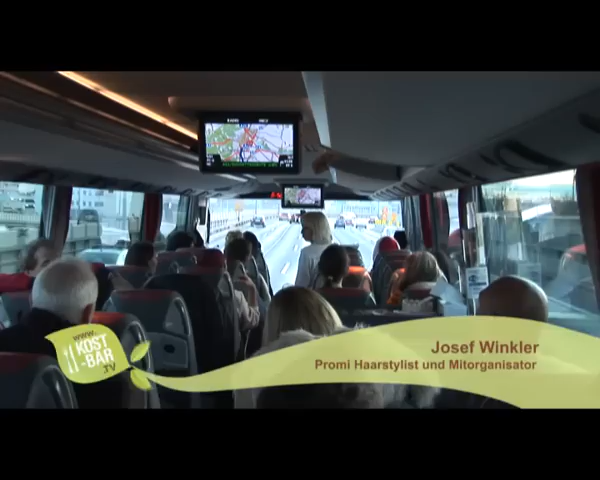 www.
KOST
-BAR
.TV
Josef Winkler
Promi Haarstylist und Mitorganisator